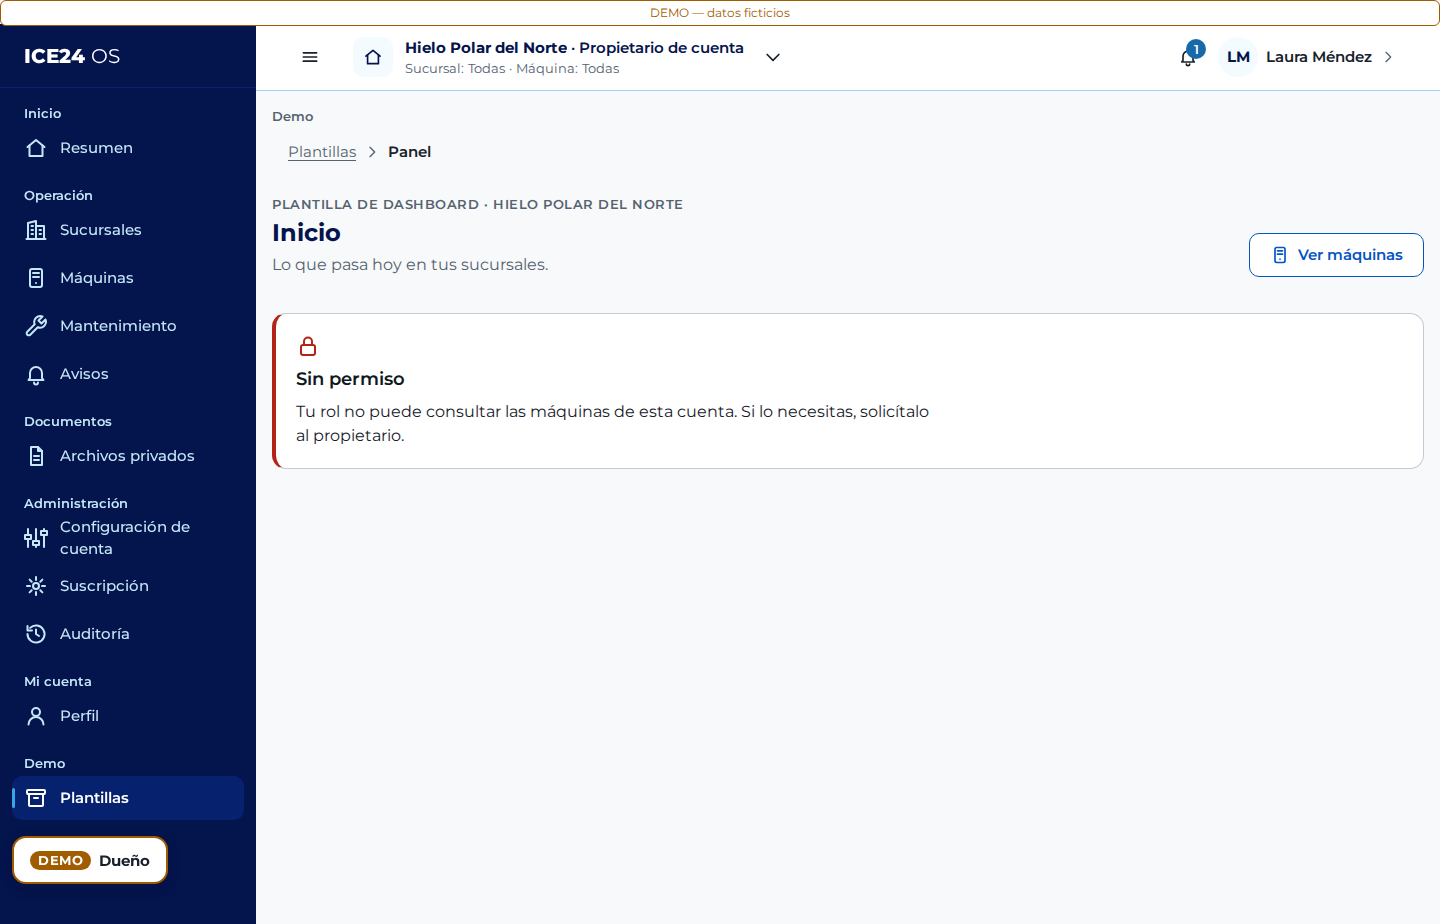 DEMO — datos ficticios
ICE24 OS
Inicio
Resumen
Operación
Sucursales
Máquinas
Mantenimiento
Avisos
Documentos
Archivos privados
Administración
Configuración de
cuenta
Suscripción
Auditoría
Mi cuenta
Perfil
Demo
Plantillas
DEMO Dueño
Hielo Polar del Norte · Propietario de cuenta
Sucursal: Todas · Máquina: Todas
1
LM Laura Méndez
Demo
Plantillas > Panel
PLANTILLA DE DASHBOARD · HIELO POLAR DEL NORTE
Inicio
Lo que pasa hoy en tus sucursales.
Ver máquinas
Sin permiso
Tu rol no puede consultar las máquinas de esta cuenta. Si lo necesitas, solicítalo
al propietario.